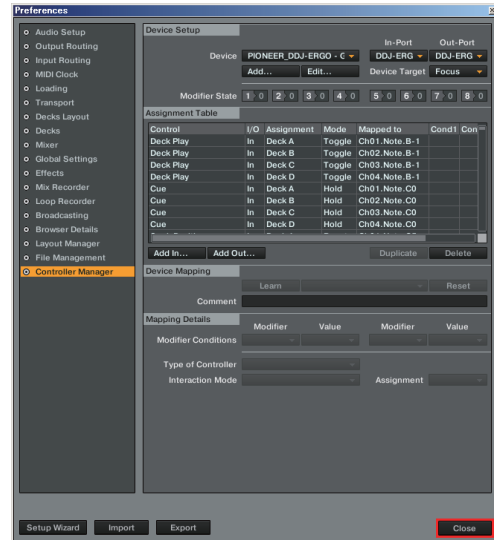 Preferences
Audio Setup
Output Routing
Input Routing
MIDI Clock
Loading
Transport
Decks Layout
Decks
Mixer
Global Settings
Effects
Mix Recorder
Loop Recorder
Broadcasting
Browser Details
Layout Manager
File Management
Controller Manager
Device Setup
In-Port Out-Port
Device PIONEER_DDJ-ERGO - C DDJ-ERG DDJ-ERG
Add... Edit... Device Target Focus
Modifier State 1 0 2 0 3 0 4 0 5 0 6 0 7 0 8 0
Assignment Table
Control I/O Assignment Mode Mapped to Cond1 Con
Deck Play In Deck A Toggle Ch01.Note.B-1
Deck Play In Deck B Toggle Ch02.Note.B-1
Deck Play In Deck C Toggle Ch03.Note.B-1
Deck Play In Deck D Toggle Ch04.Note.B-1
Cue In Deck A Hold Ch01.Note.C0
Cue In Deck B Hold Ch02.Note.C0
Cue In Deck C Hold Ch03.Note.C0
Cue In Deck D Hold Ch04.Note.C0
Add In... Add Out... Duplicate Delete
Device Mapping
Learn Reset
Comment
Mapping Details
Modifier Value Modifier Value
Modifier Conditions
Type of Controller
Interaction Mode Assignment
Setup Wizard Import Export Close